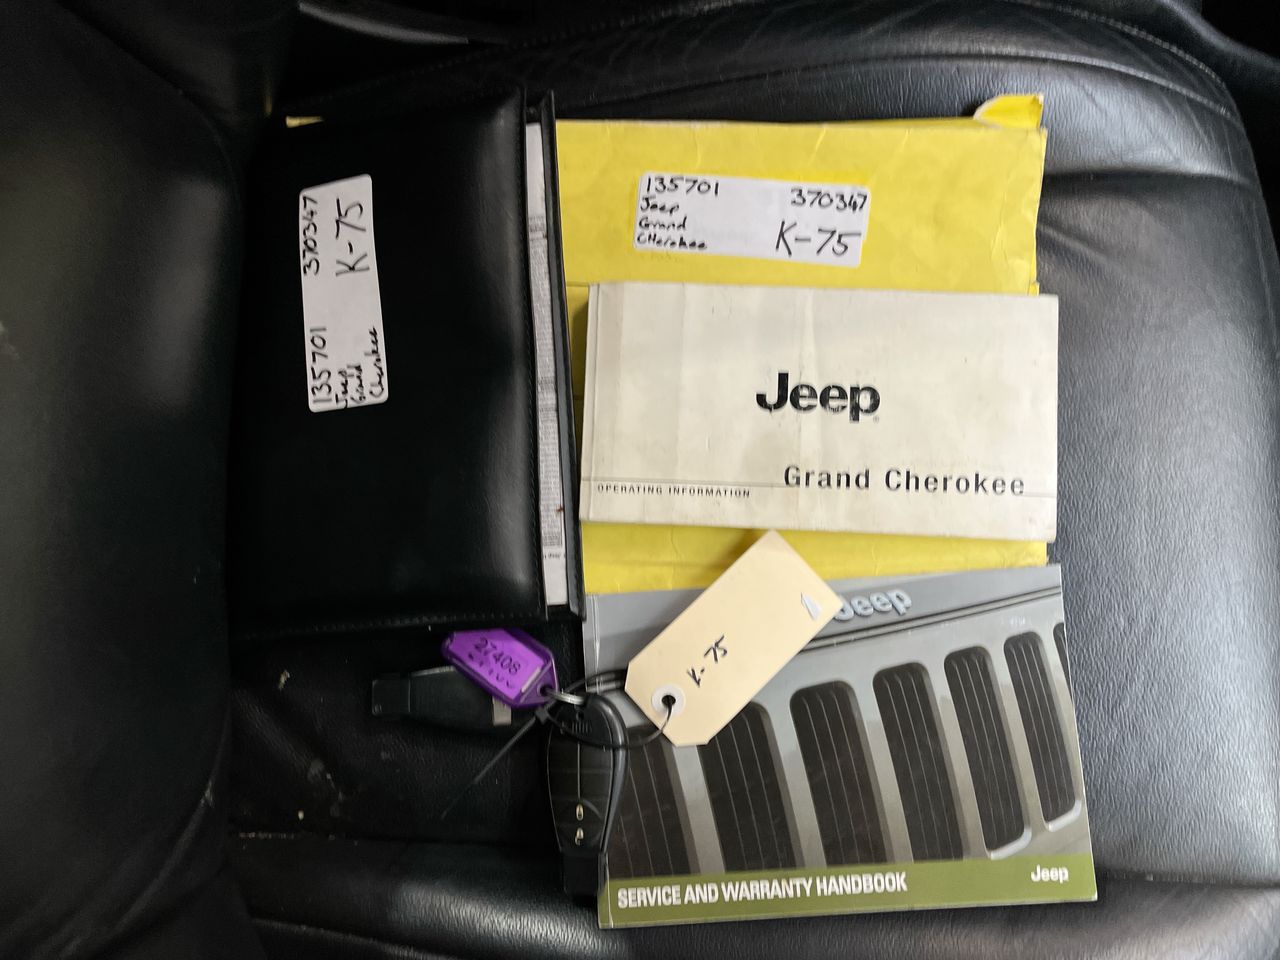 135701 370347
Jeep
Grand
Cherokee
K-75
135701 370347
Jeep
Grand
Cherokee
K-75
Jeep
Grand Cherokee
OPERATING INFORMATION
27408
K-75
Jeep
SERVICE AND WARRANTY HANDBOOK
Jeep